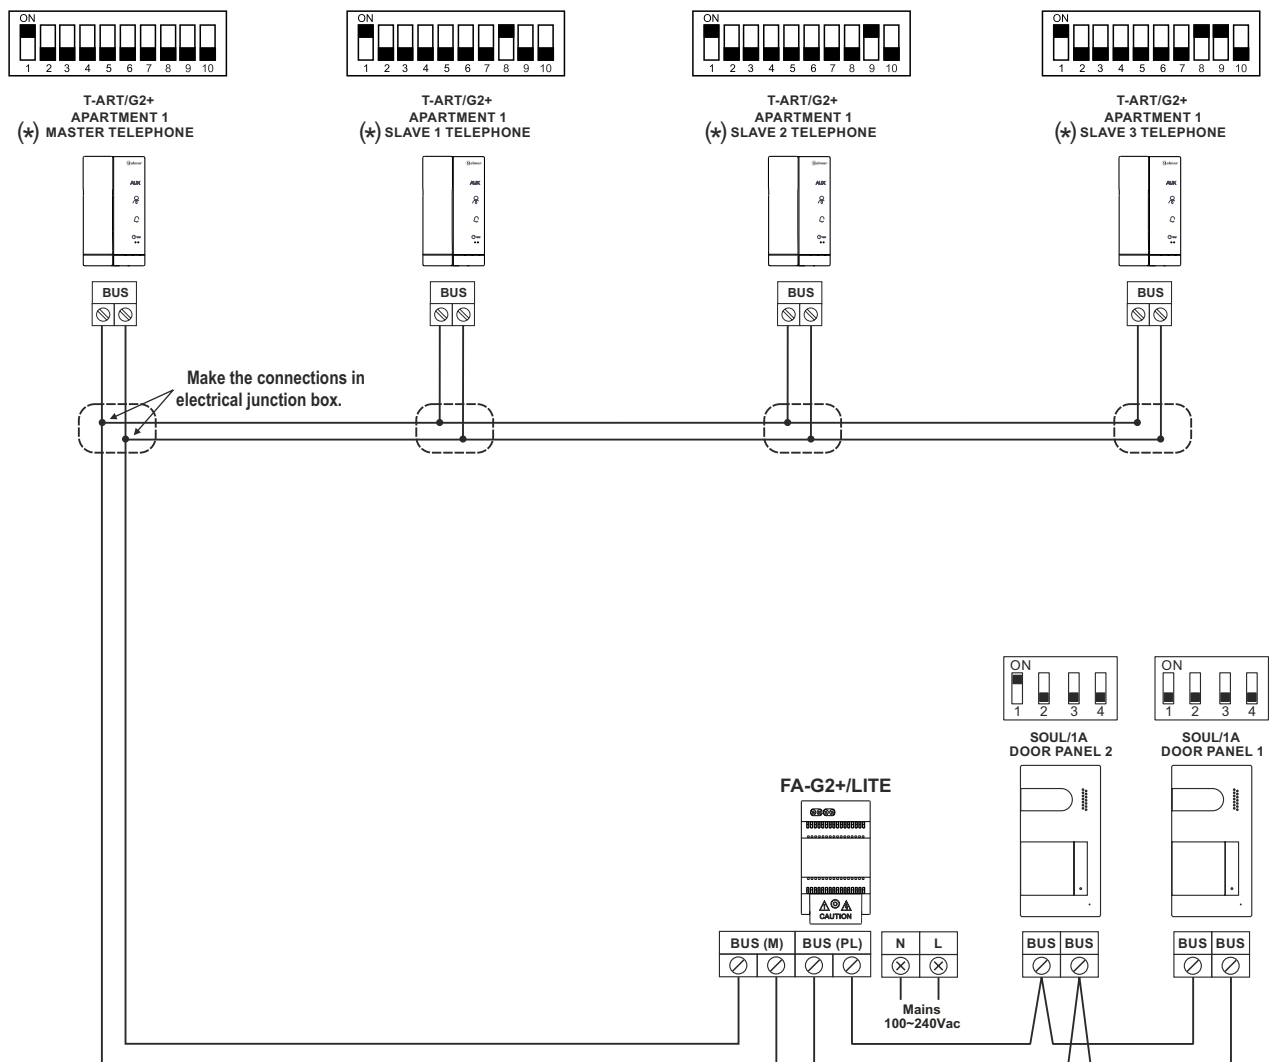 ON
1 2 3 4 5 6 7 8 9 10
T-ART/G2+
APARTMENT 1
(*) MASTER TELEPHONE
AUX
BUS
ON
1 2 3 4 5 6 7 8 9 10
T-ART/G2+
APARTMENT 1
(*) SLAVE 1 TELEPHONE
AUX
BUS
ON
1 2 3 4 5 6 7 8 9 10
T-ART/G2+
APARTMENT 1
(*) SLAVE 2 TELEPHONE
AUX
BUS
ON
1 2 3 4 5 6 7 8 9 10
T-ART/G2+
APARTMENT 1
(*) SLAVE 3 TELEPHONE
AUX
BUS
Make the connections in
electrical junction box.
FA-G2+/LITE
CAUTION
BUS (M) BUS (PL) N L
Mains
100~240Vac
ON
1 2 3 4
SOUL/1A
DOOR PANEL 2
BUS BUS
ON
1 2 3 4
SOUL/1A
DOOR PANEL 1
BUS BUS